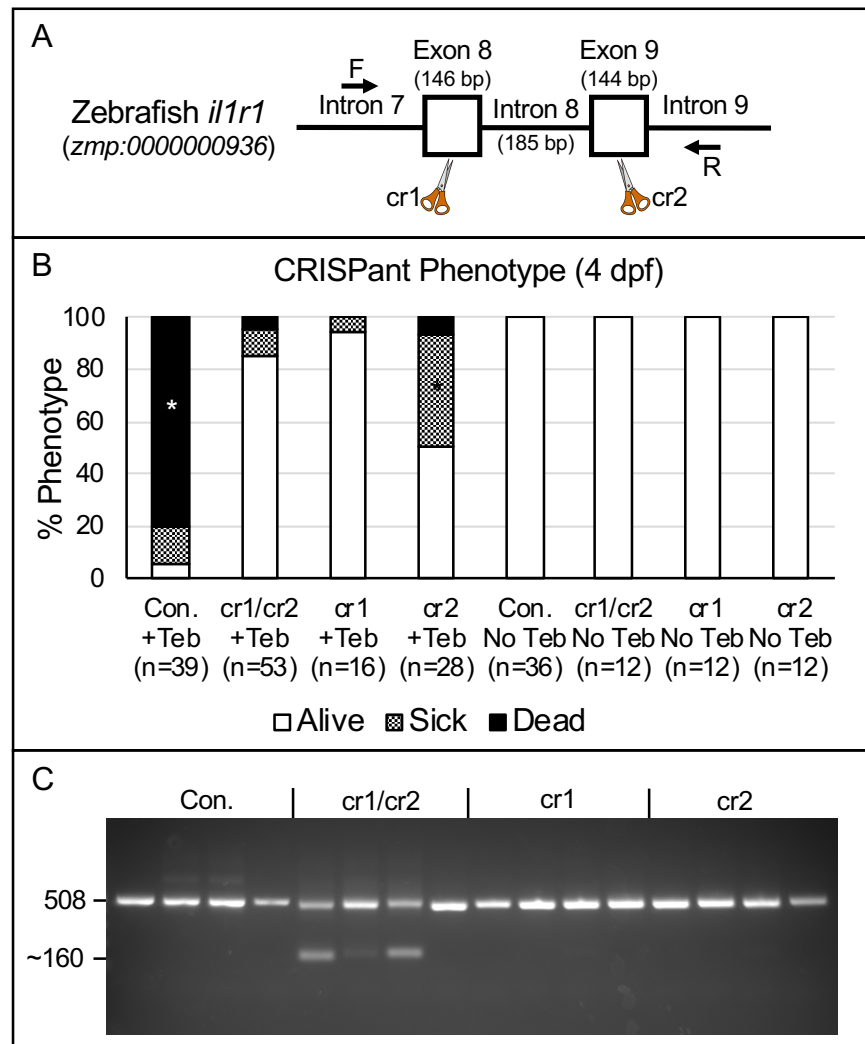 A
Exon 8
Exon 9
(146 bp)
(144 bp)
F
Zebrafish il1r1
Intron 7
Intron 8
Intron 9
(zmp:0000000936)
(185 bp)
R
cr1
cr2
B
CRISPant Phenotype (4 dpf)
% Phenotype
100
80
60
40
20
0
*
*
Con. +Teb (n=39)
cr1/cr2 +Teb (n=53)
cr1 +Teb (n=16)
cr2 +Teb (n=28)
Con. No Teb (n=36)
cr1/cr2 No Teb (n=12)
cr1 No Teb (n=12)
cr2 No Teb (n=12)
Alive Sick Dead
C
Con. | cr1/cr2 | cr1 | cr2
508
~160